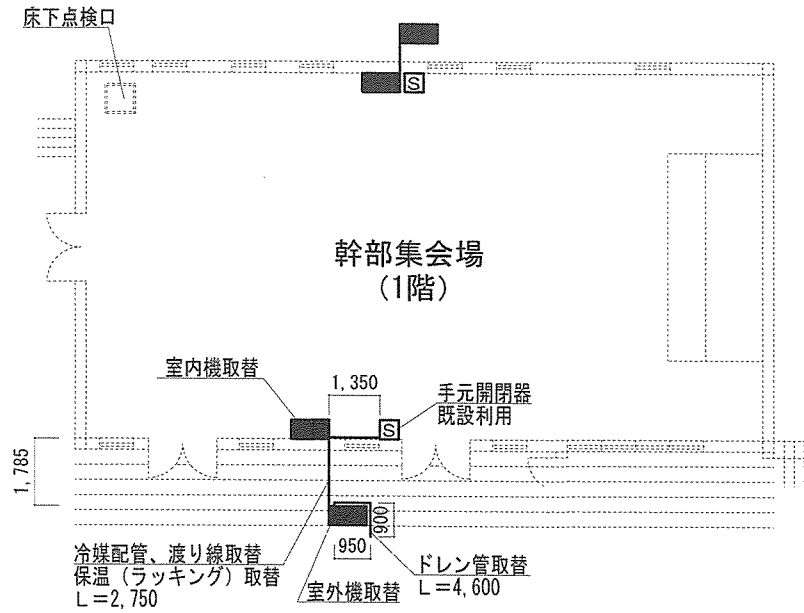 床下点検口
S
幹部集会場
(1階)
室内機取替
1,350
手元開閉器
既設利用
S
1,785
900
950
冷媒配管、渡り線取替
保温（ラッキング）取替
L=2,750
室外機取替
ドレン管取替
L=4,600